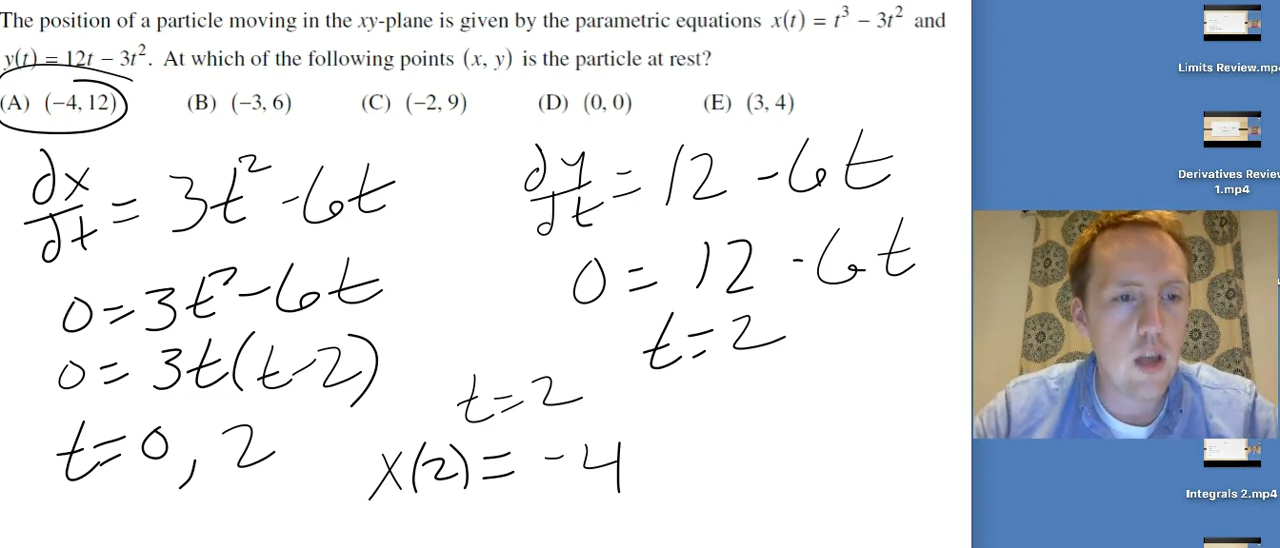 The position of a particle moving in the xy-plane is given by the parametric equations x(t) = t³ − 3t² and
y(t) = 12t − 3t². At which of the following points (x, y) is the particle at rest?
(A) (−4, 12) (B) (−3, 6) (C) (−2, 9) (D) (0, 0) (E) (3, 4)
dx/dt = 3t² - 6t
0 = 3t² - 6t
0 = 3t(t-2)
t = 0, 2
dy/dt = 12 - 6t
0 = 12 - 6t
t = 2
t = 2
x(2) = -4
Limits Review.mp
Derivatives Review
1.mp4
Integrals 2.mp4